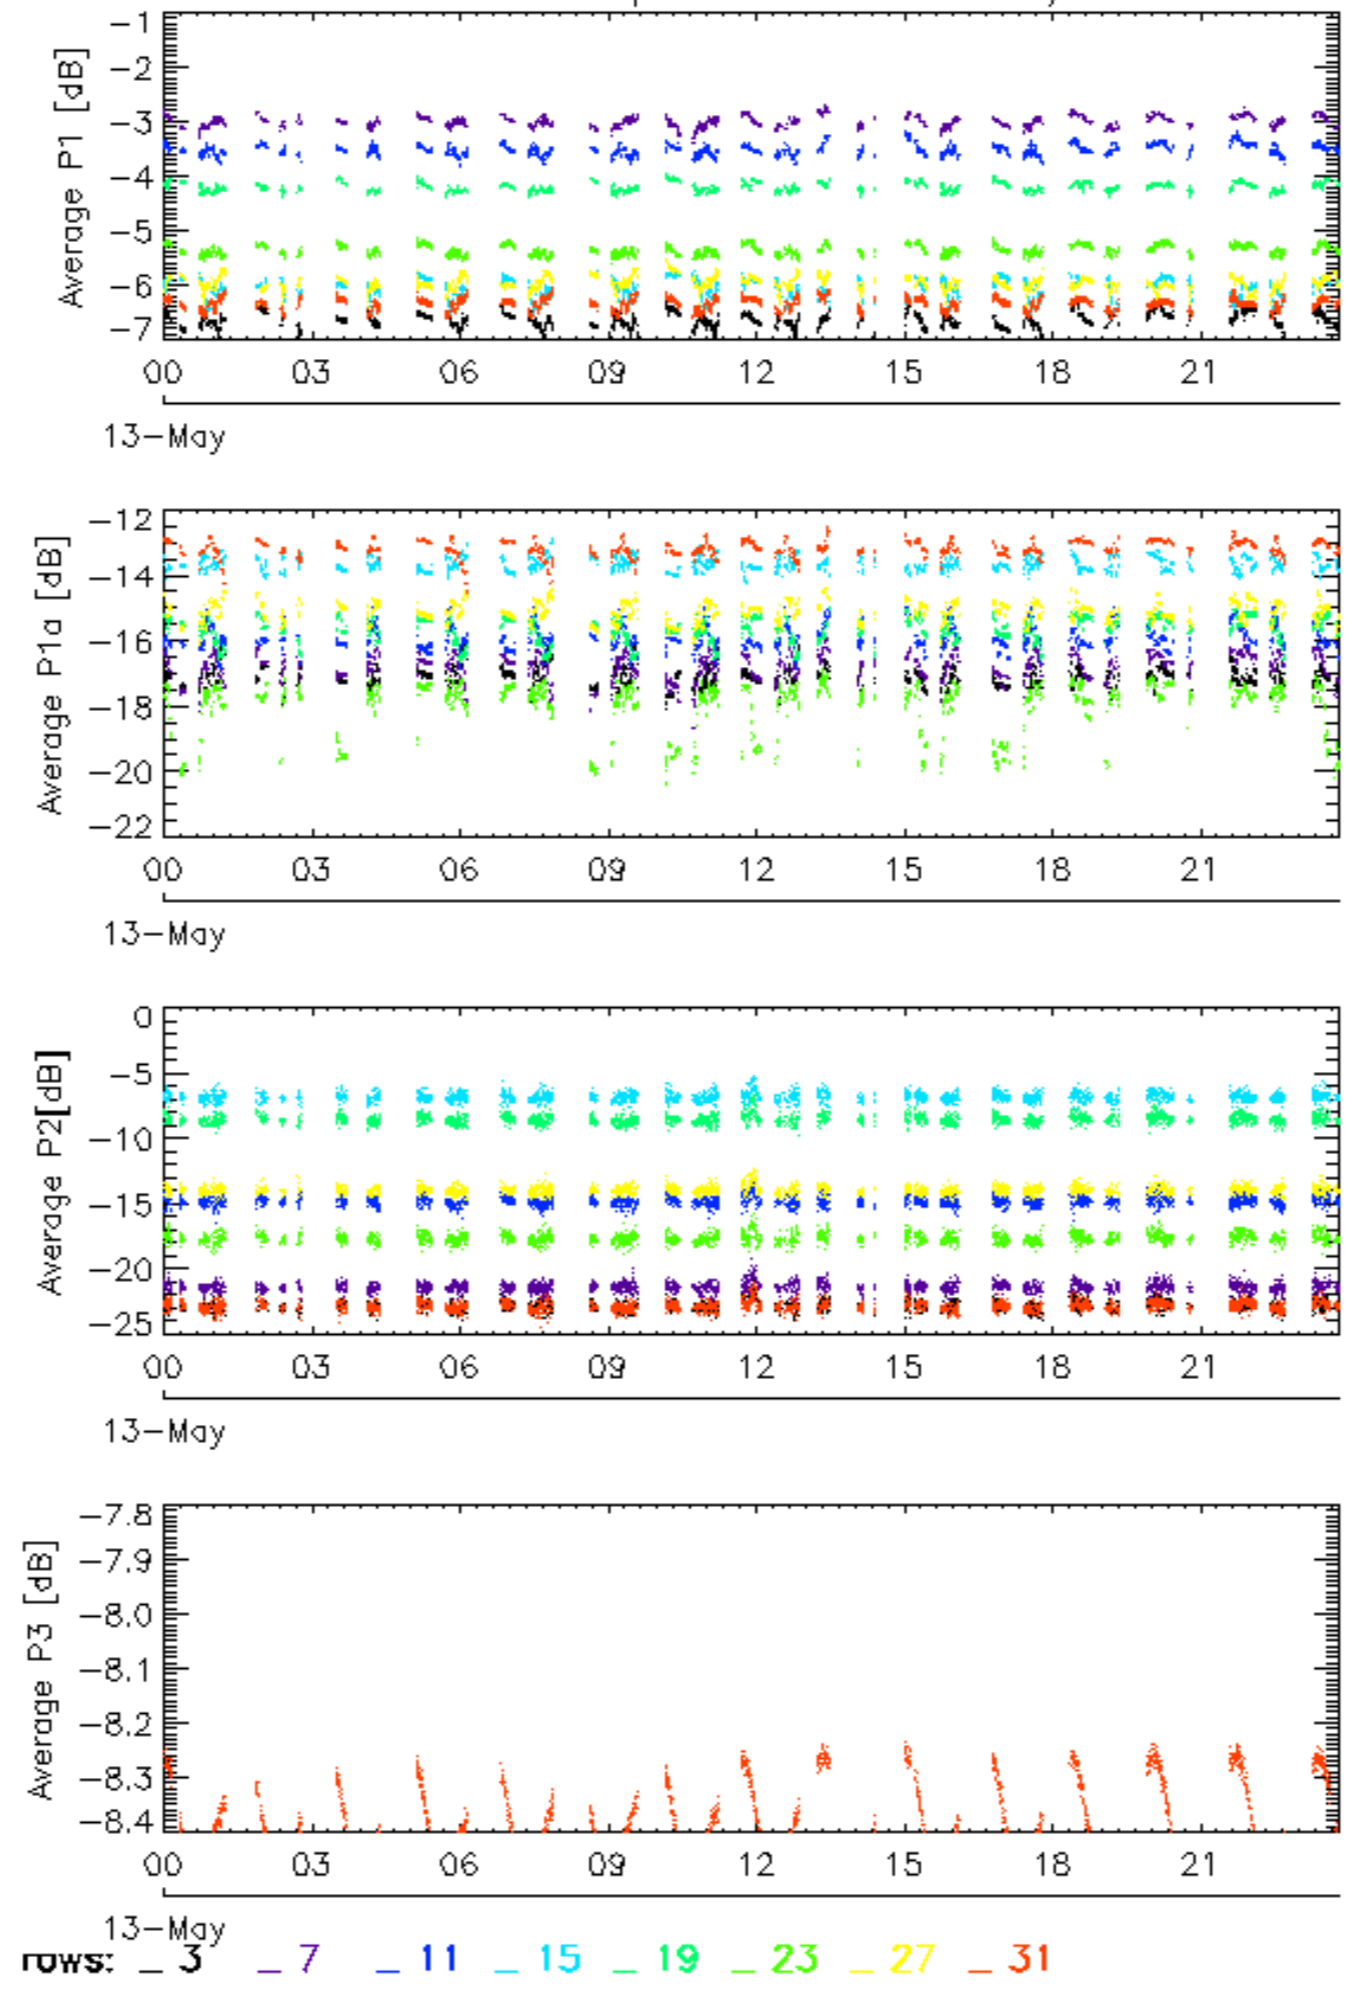 Average P1 [dB]
-1
-2
-3
-4
-5
-6
-7
00 03 06 09 12 15 18 21
13-May
Average P1a [dB]
-12
-14
-16
-18
-20
-22
00 03 06 09 12 15 18 21
13-May
Average P2[dB]
0
-5
-10
-15
-20
-25
00 03 06 09 12 15 18 21
13-May
Average P3 [dB]
-7.8
-7.9
-8.0
-8.1
-8.2
-8.3
-8.4
00 03 06 09 12 15 18 21
13-May
rows: _ 3 _ 7 _ 11 _ 15 _ 19 _ 23 _ 27 _ 31